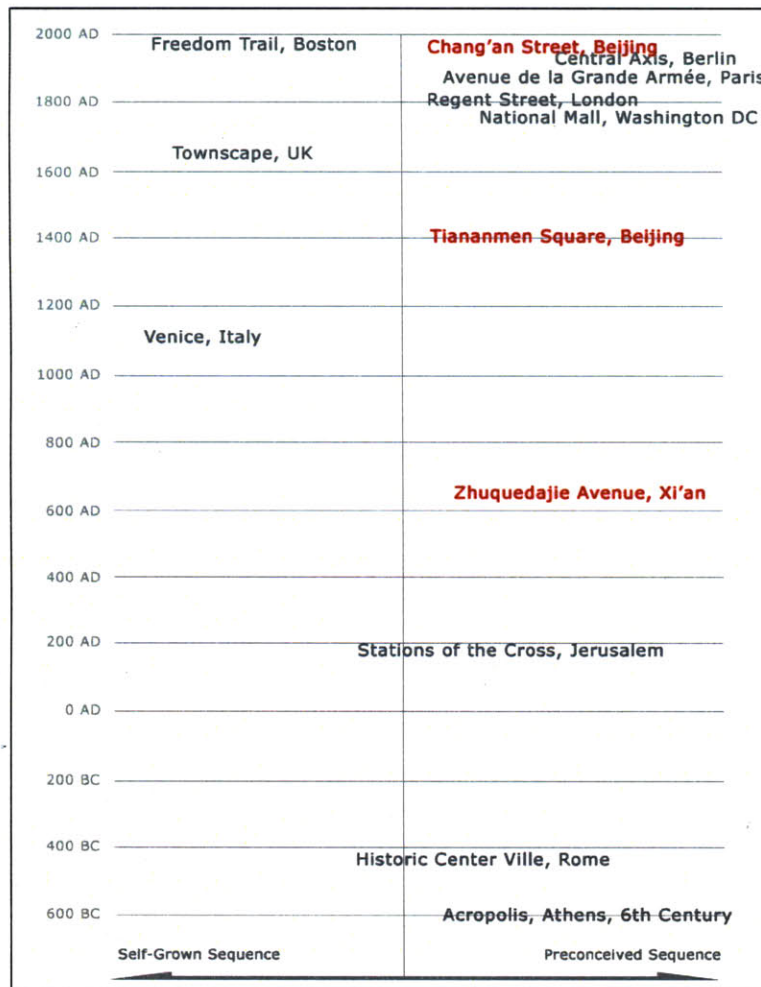 2000 AD
Freedom Trail, Boston
Chang'an Street, Beijing
Central Axis, Berlin
Avenue de la Grande Armée, Paris
1800 AD
Regent Street, London
National Mall, Washington DC
Townscape, UK
1600 AD
1400 AD
Tiananmen Square, Beijing
1200 AD
Venice, Italy
1000 AD
800 AD
Zhuquedajie Avenue, Xi'an
600 AD
400 AD
200 AD
Stations of the Cross, Jerusalem
0 AD
200 BC
400 BC
Historic Center Ville, Rome
600 BC
Acropolis, Athens, 6th Century
Self-Grown Sequence
Preconceived Sequence